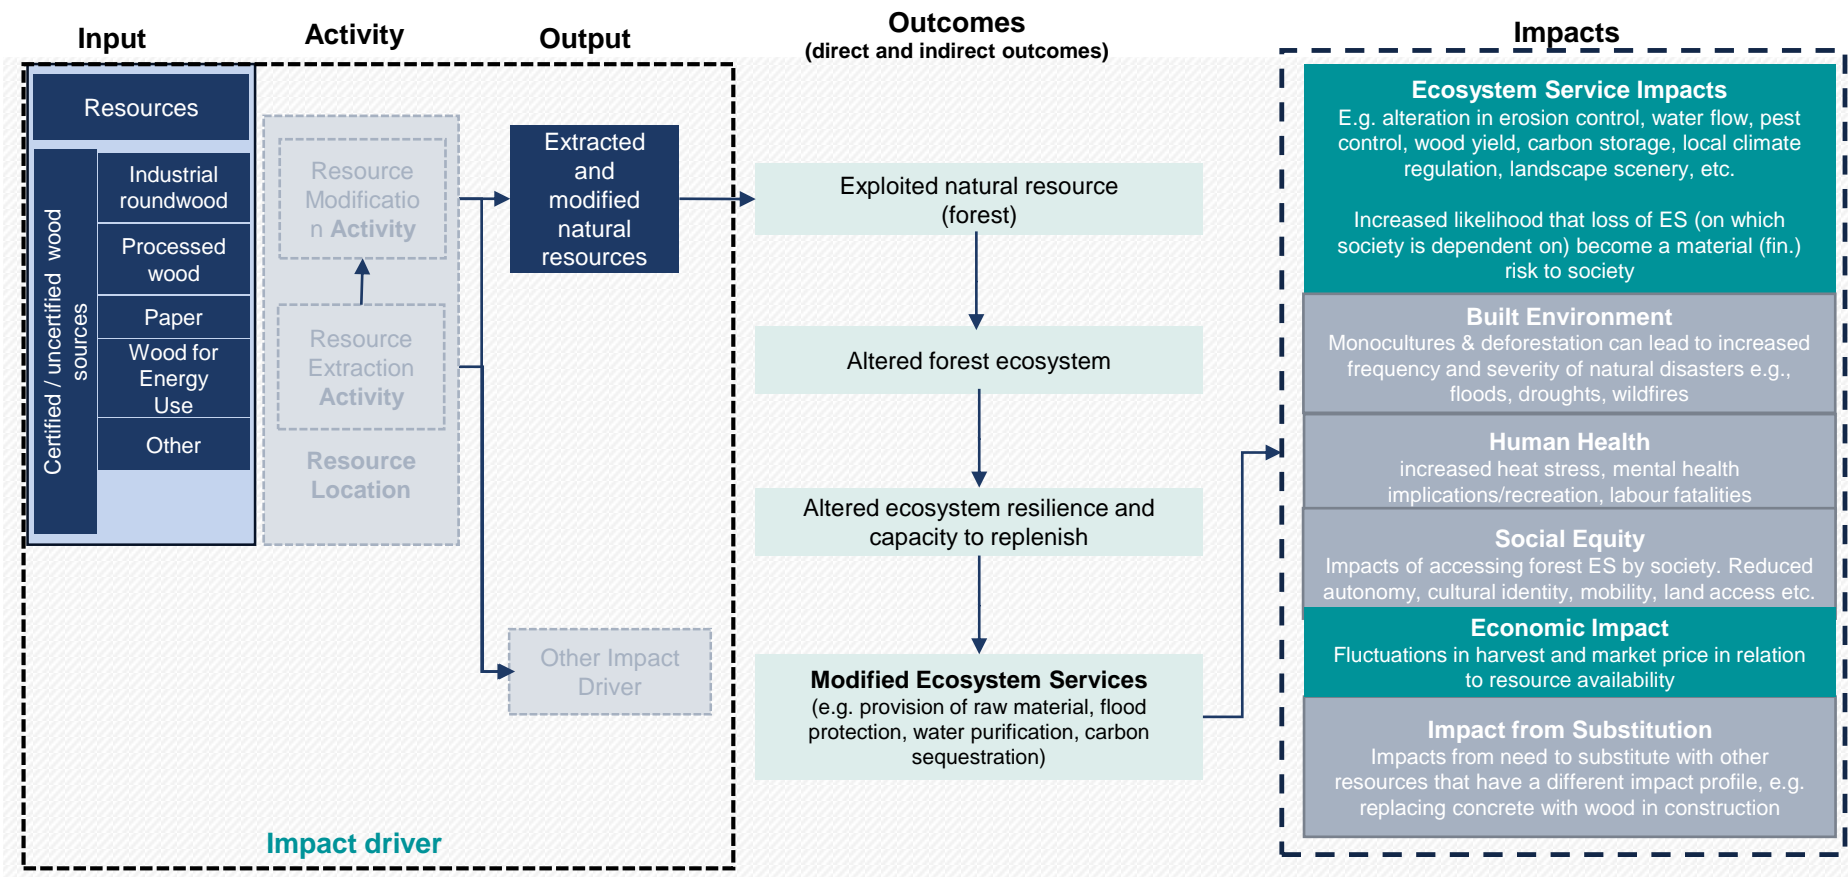 Input
Activity
Output
Outcomes
(direct and indirect outcomes)
Impacts
Resources
Certified / uncertified wood
sources
Industrial
roundwood
Processed
wood
Paper
Wood for
Energy
Use
Other
Resource
Modificatio
n Activity
Resource
Extraction
Activity
Resource
Location
Extracted
and
modified
natural
resources
Other Impact
Driver
Impact driver
Exploited natural resource
(forest)
Altered forest ecosystem
Altered ecosystem resilience and
capacity to replenish
Modified Ecosystem Services
(e.g. provision of raw material, flood
protection, water purification, carbon
sequestration)
Ecosystem Service Impacts
E.g. alteration in erosion control, water flow, pest
control, wood yield, carbon storage, local climate
regulation, landscape scenery, etc.
Increased likelihood that loss of ES (on which
society is dependent on) become a material (fin.)
risk to society
Built Environment
Monocultures & deforestation can lead to increased
frequency and severity of natural disasters e.g.,
floods, droughts, wildfires
Human Health
increased heat stress, mental health
implications/recreation, labour fatalities
Social Equity
Impacts of accessing forest ES by society. Reduced
autonomy, cultural identity, mobility, land access etc.
Economic Impact
Fluctuations in harvest and market price in relation
to resource availability
Impact from Substitution
Impacts from need to substitute with other
resources that have a different impact profile, e.g.
replacing concrete with wood in construction